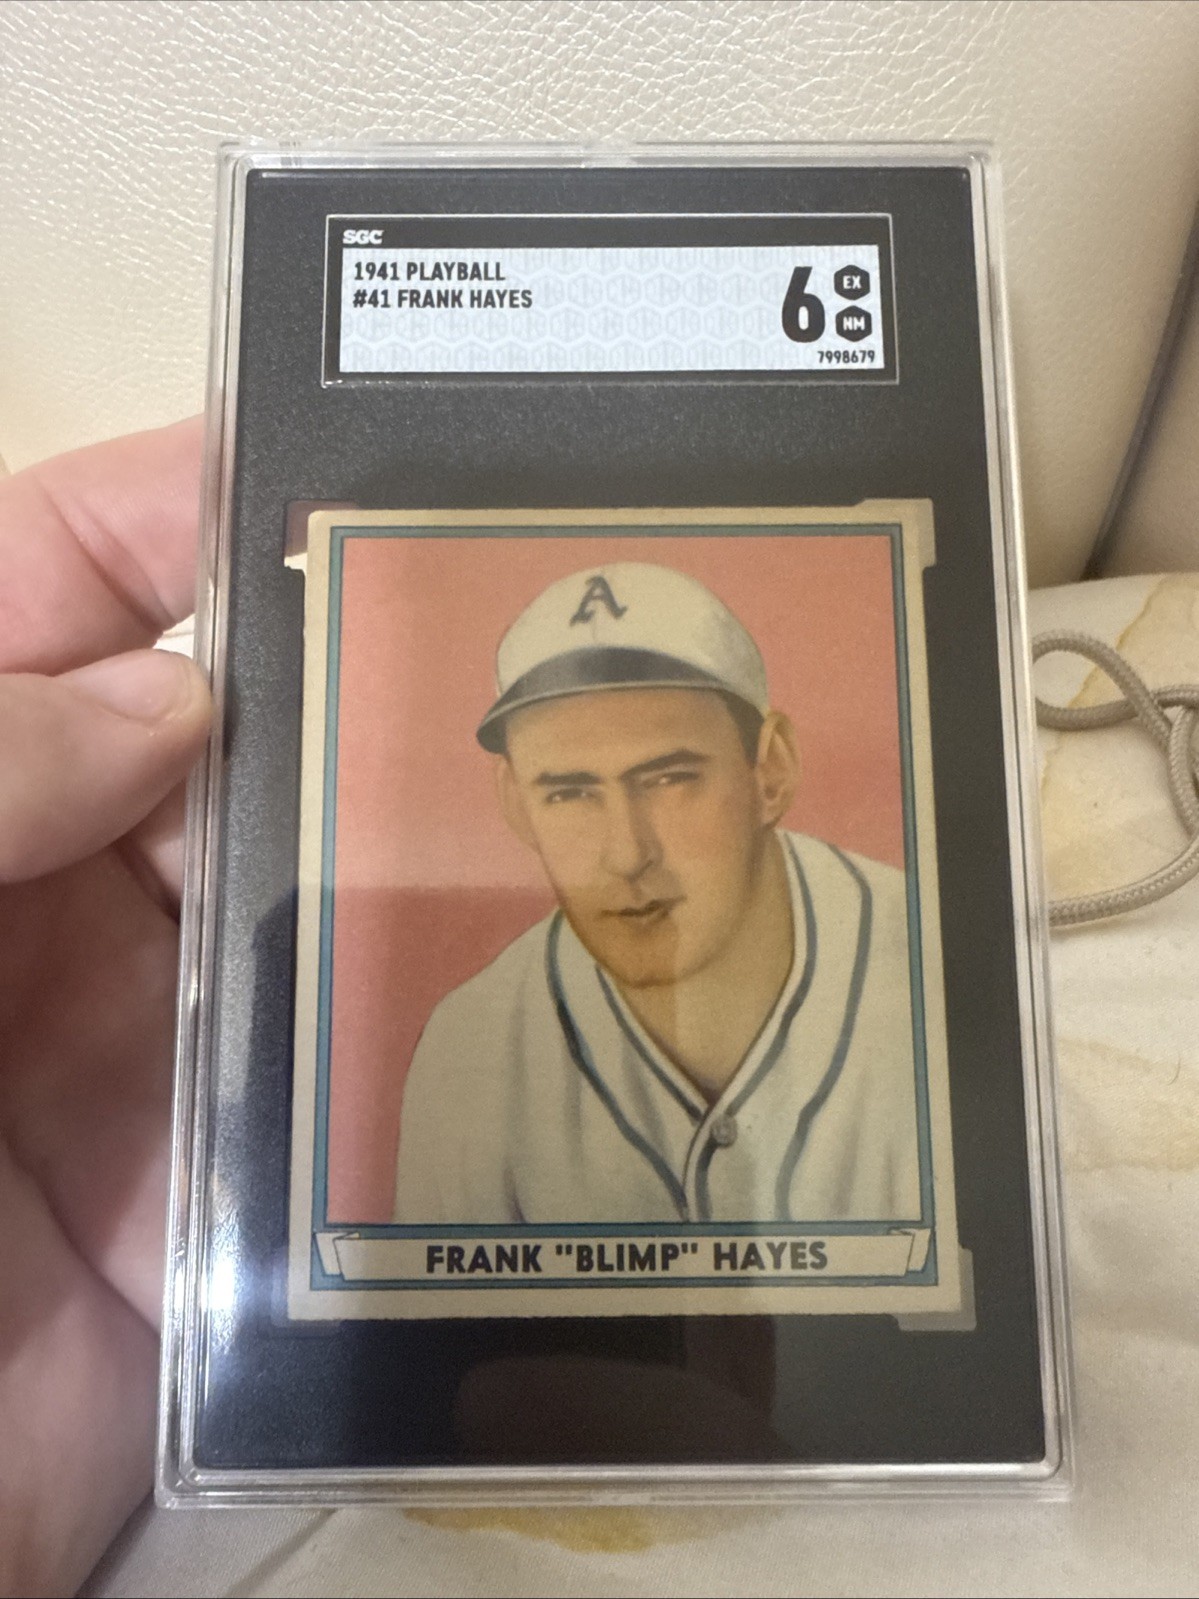 SGC
1941 PLAYBALL
#41 FRANK HAYES
6 EX
NM
7998679
A
FRANK "BLIMP" HAYES